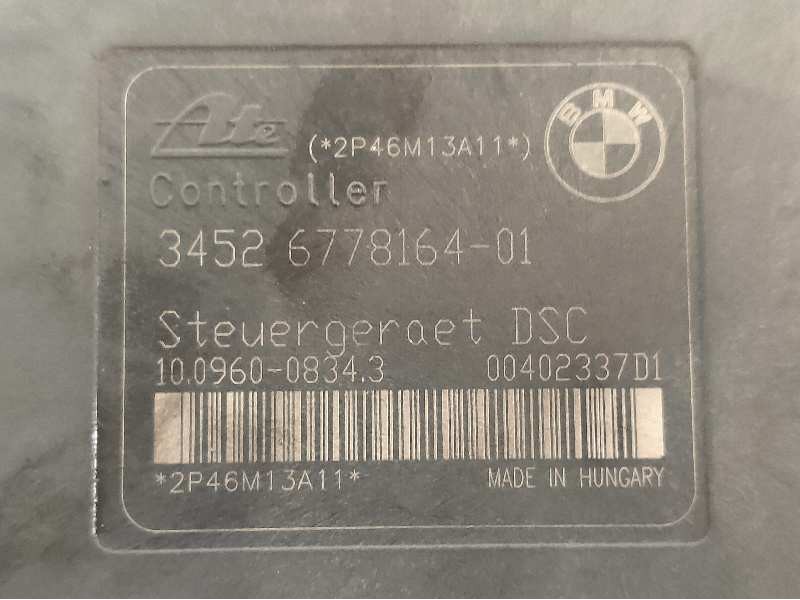 Ate
(*2P46M13A11*)
BMW
Controller
3452 6778164-01
Steuergeraet DSC
10.0960-0834.3 00402337D1
*2P46M13A11* MADE IN HUNGARY